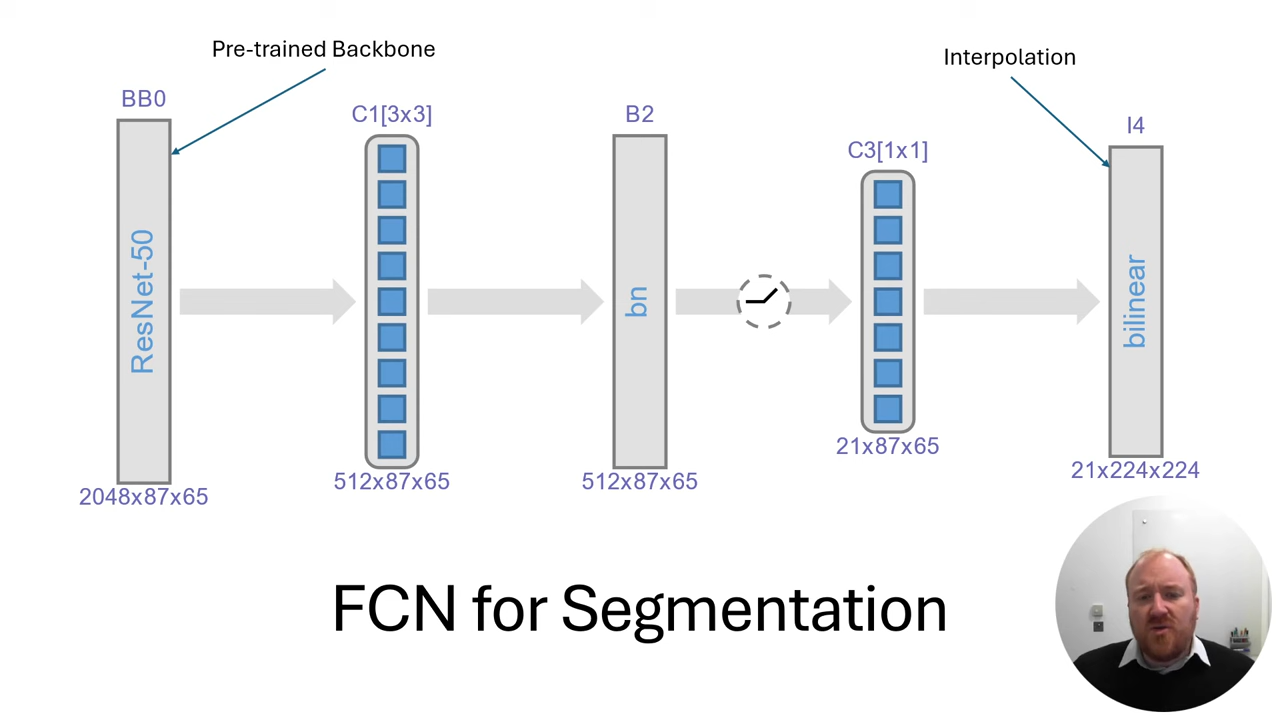 Pre-trained Backbone
Interpolation
BB0
C1[3x3]
B2
C3[1x1]
I4
ResNet-50
bn
bilinear
2048x87x65
512x87x65
512x87x65
21x87x65
21x224x224
FCN for Segmentation